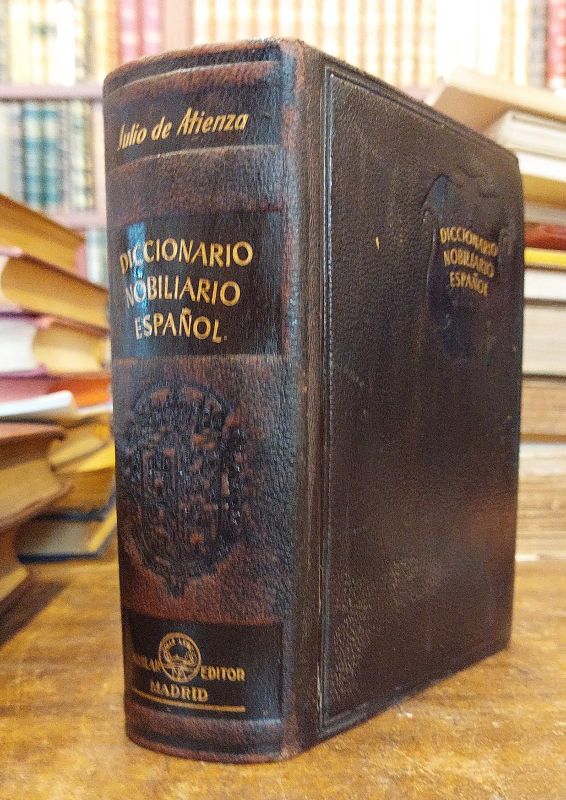 Julio de Atienza
DICCIONARIO
NOBILIARIO
ESPAÑOL.
EDITOR
MADRID
DICCIONARIO
NOBILIARIO
ESPAÑOL